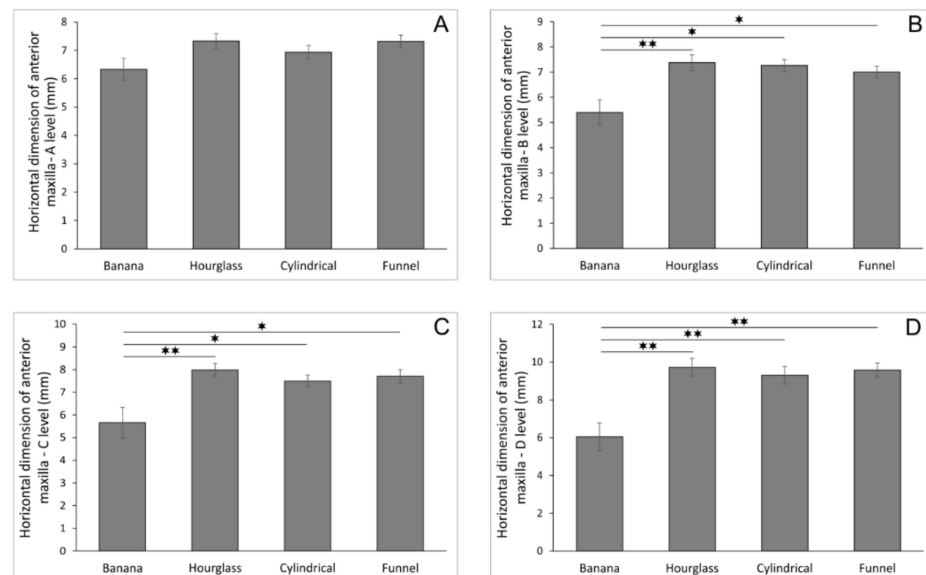 A
Horizontal dimension of anterior
maxilla - A level (mm)
8
7
6
5
4
3
2
1
0
Banana Hourglass Cylindrical Funnel
B
Horizontal dimension of anterior
maxilla - B level (mm)
9
8
7
6
5
4
3
2
1
0
★
★
★★
Banana Hourglass Cylindrical Funnel
C
Horizontal dimension of anterior
maxilla - C level (mm)
10
9
8
7
6
5
4
3
2
1
0
★
★
★★
Banana Hourglass Cylindrical Funnel
D
Horizontal dimension of anterior
maxilla - D level (mm)
12
10
8
6
4
2
0
★★
★★
★★
Banana Hourglass Cylindrical Funnel